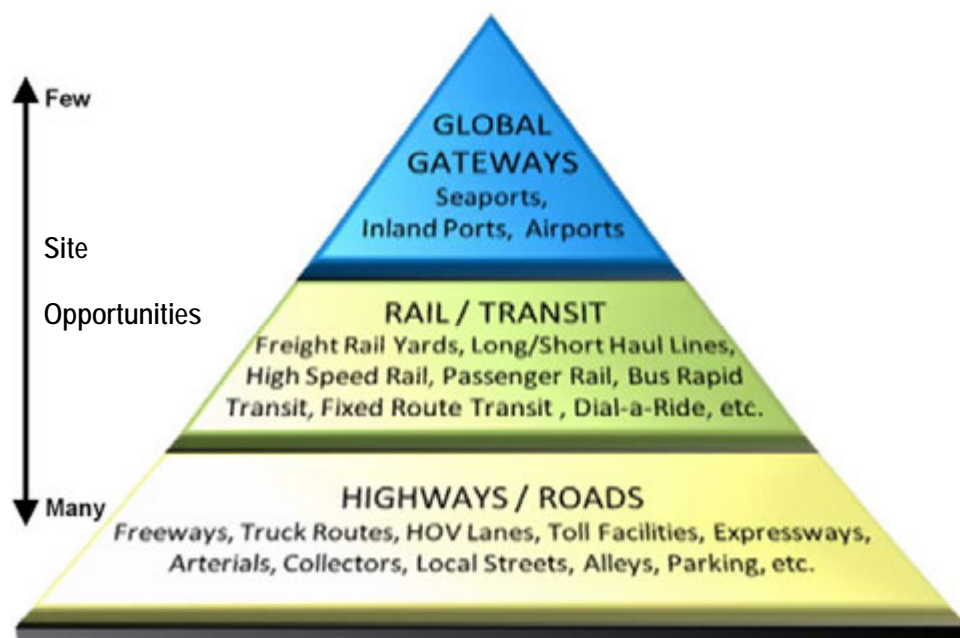 Few
Site
Opportunities
Many
GLOBAL
GATEWAYS
Seaports,
Inland Ports, Airports
RAIL / TRANSIT
Freight Rail Yards, Long/Short Haul Lines,
High Speed Rail, Passenger Rail, Bus Rapid
Transit, Fixed Route Transit , Dial-a-Ride, etc.
HIGHWAYS / ROADS
Freeways, Truck Routes, HOV Lanes, Toll Facilities, Expressways,
Arterials, Collectors, Local Streets, Alleys, Parking, etc.